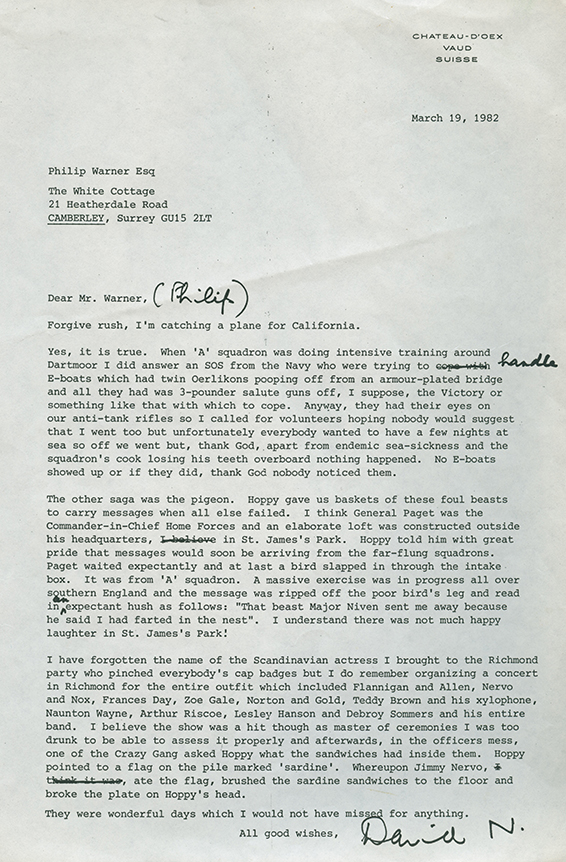 CHATEAU-D'OEX
VAUD
SUISSE
March 19, 1982
Philip Warner Esq
The White Cottage
21 Heatherdale Road
CAMBERLEY, Surrey GU15 2LT
Dear Mr. Warner, (Philip)
Forgive rush, I'm catching a plane for California.
Yes, it is true. When 'A' squadron was doing intensive training around
Dartmoor I did answer an SOS from the Navy who were trying to cope with handle
E-boats which had twin Oerlikons pooping off from an armour-plated bridge
and all they had was 3-pounder salute guns off, I suppose, the Victory or
something like that with which to cope. Anyway, they had their eyes on
our anti-tank rifles so I called for volunteers hoping nobody would suggest
that I went too but unfortunately everybody wanted to have a few nights at
sea so off we went but, thank God, apart from endemic sea-sickness and the
squadron's cook losing his teeth overboard nothing happened. No E-boats
showed up or if they did, thank God nobody noticed them.
The other saga was the pigeon. Hoppy gave us baskets of these foul beasts
to carry messages when all else failed. I think General Paget was the
Commander-in-Chief Home Forces and an elaborate loft was constructed outside
his headquarters, I believe in St. James's Park. Hoppy told him with great
pride that messages would soon be arriving from the far-flung squadrons.
Paget waited expectantly and at last a bird slapped in through the intake
box. It was from 'A' squadron. A massive exercise was in progress all over
southern England and the message was ripped off the poor bird's leg and read
in an expectant hush as follows: "That beast Major Niven sent me away because
he said I had farted in the nest". I understand there was not much happy
laughter in St. James's Park!
I have forgotten the name of the Scandinavian actress I brought to the Richmond
party who pinched everybody's cap badges but I do remember organizing a concert
in Richmond for the entire outfit which included Flannigan and Allen, Nervo
and Nox, Frances Day, Zoe Gale, Norton and Gold, Teddy Brown and his xylophone,
Naunton Wayne, Arthur Riscoe, Lesley Hanson and Debroy Sommers and his entire
band. I believe the show was a hit though as master of ceremonies I was too
drunk to be able to assess it properly and afterwards, in the officers mess,
one of the Crazy Gang asked Hoppy what the sandwiches had inside them. Hoppy
pointed to a flag on the pile marked 'sardine'. Whereupon Jimmy Nervo, I
think it was, ate the flag, brushed the sardine sandwiches to the floor and
broke the plate on Hoppy's head.
They were wonderful days which I would not have missed for anything.
All good wishes, David N.